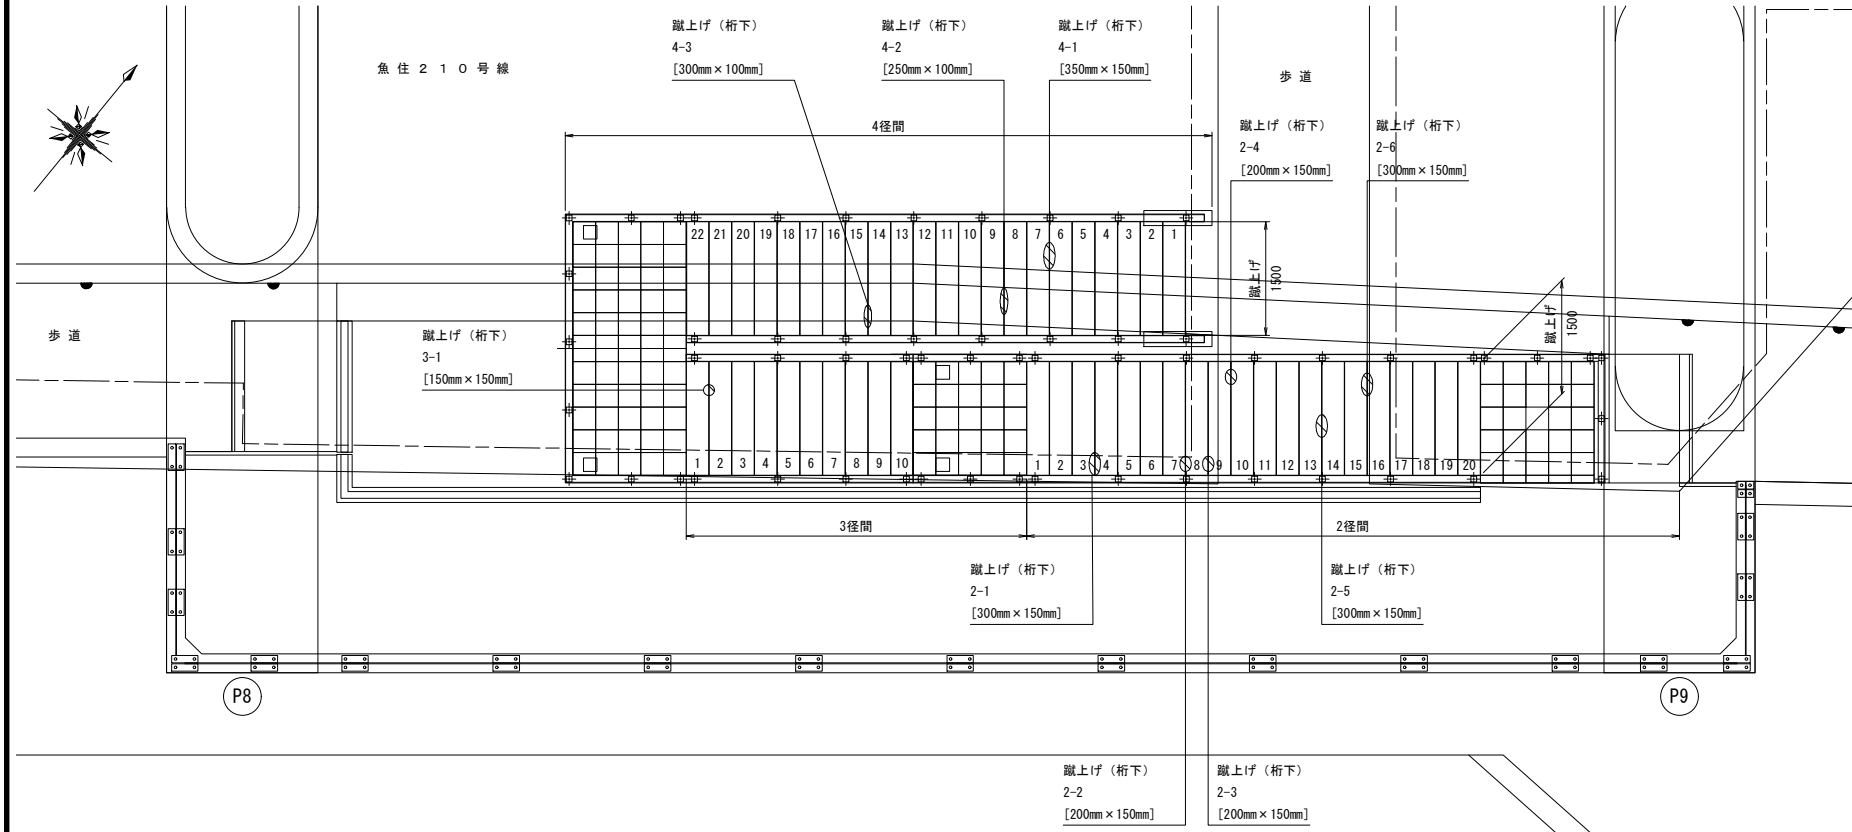 蹴上げ（桁下）
4-3
[300mm×100mm]
蹴上げ（桁下）
4-2
[250mm×100mm]
蹴上げ（桁下）
4-1
[350mm×150mm]
魚住２１０号線
歩道
4径間
蹴上げ（桁下）
2-4
[200mm×150mm]
蹴上げ（桁下）
2-6
[300mm×150mm]
22 21 20 19 18 17 16 15 14 13 12 11 10 9 8 7 6 5 4 3 2 1
蹴上げ
1500
蹴上げ
1500
歩道
蹴上げ（桁下）
3-1
[150mm×150mm]
1 2 3 4 5 6 7 8 9 10
1 2 3 4 5 6 7 8 9 10 11 12 13 14 15 16 17 18 19 20
3径間
2径間
蹴上げ（桁下）
2-1
[300mm×150mm]
蹴上げ（桁下）
2-5
[300mm×150mm]
P8
P9
蹴上げ（桁下）
2-2
[200mm×150mm]
蹴上げ（桁下）
2-3
[200mm×150mm]